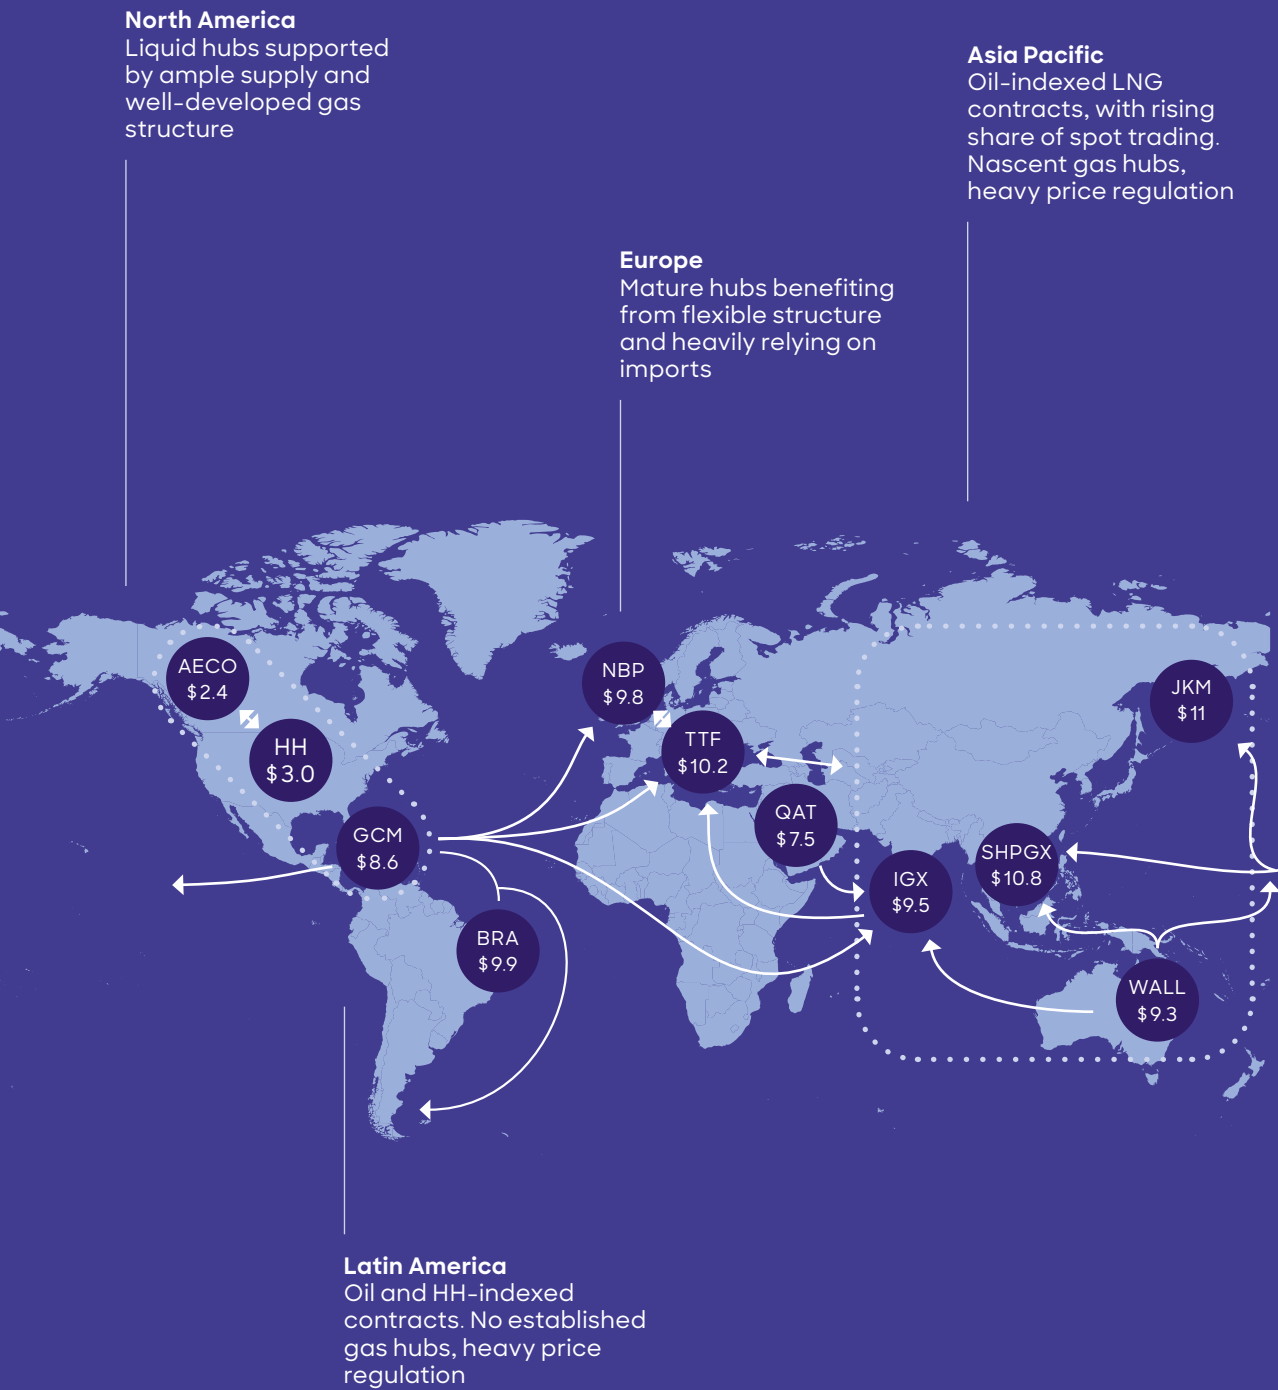 North America
Liquid hubs supported
by ample supply and
well-developed gas
structure
Asia Pacific
Oil-indexed LNG
contracts, with rising
share of spot trading.
Nascent gas hubs,
heavy price regulation
Europe
Mature hubs benefiting
from flexible structure
and heavily relying on
imports
AECO
$2.4
HH
$3.0
GCM
$8.6
BRA
$9.9
NBP
$9.8
TTF
$10.2
QAT
$7.5
IGX
$9.5
SHPGX
$10.8
JKM
$11
WALL
$9.3
Latin America
Oil and HH-indexed
contracts. No established
gas hubs, heavy price
regulation